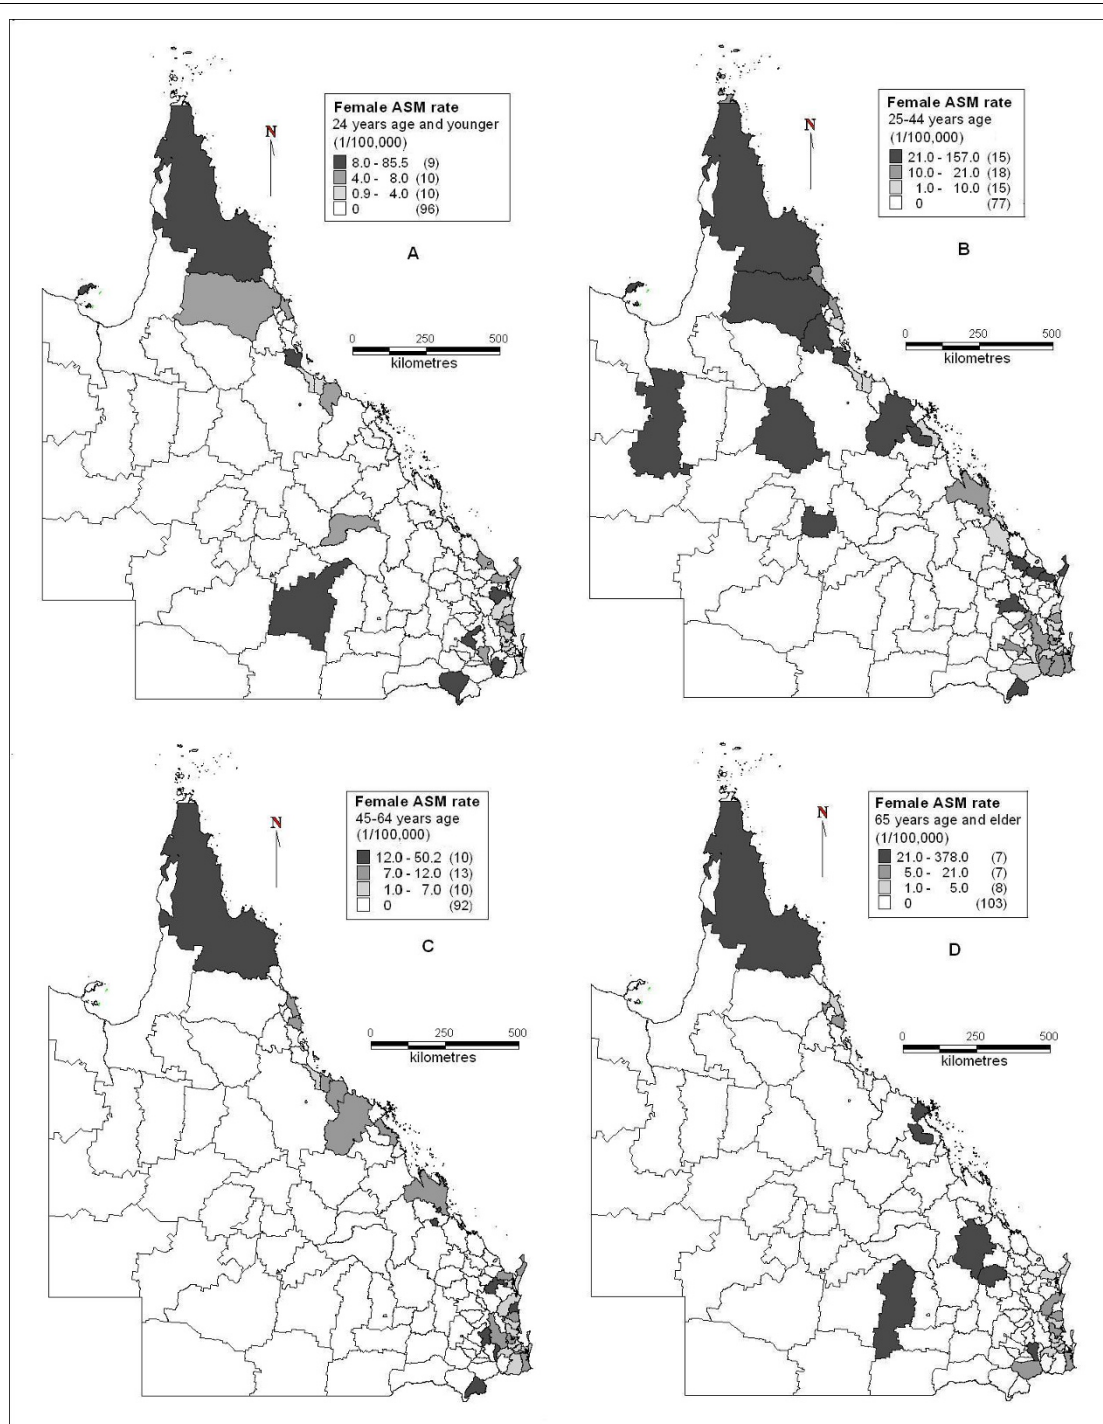 Female ASM rate
24 years age and younger
(1/100,000)
8.0 - 85.5 (9)
4.0 - 8.0 (10)
0.9 - 4.0 (10)
0 (96)
N
A
0 250 500
kilometres
Female ASM rate
25-44 years age
(1/100,000)
21.0 - 157.0 (15)
10.0 - 21.0 (18)
1.0 - 10.0 (15)
0 (77)
N
B
0 250 500
kilometres
Female ASM rate
45-64 years age
(1/100,000)
12.0 - 50.2 (10)
7.0 - 12.0 (13)
1.0 - 7.0 (10)
0 (92)
N
C
0 250 500
kilometres
Female ASM rate
65 years age and elder
(1/100,000)
21.0 - 378.0 (7)
5.0 - 21.0 (7)
1.0 - 5.0 (8)
0 (103)
N
D
0 250 500
kilometres